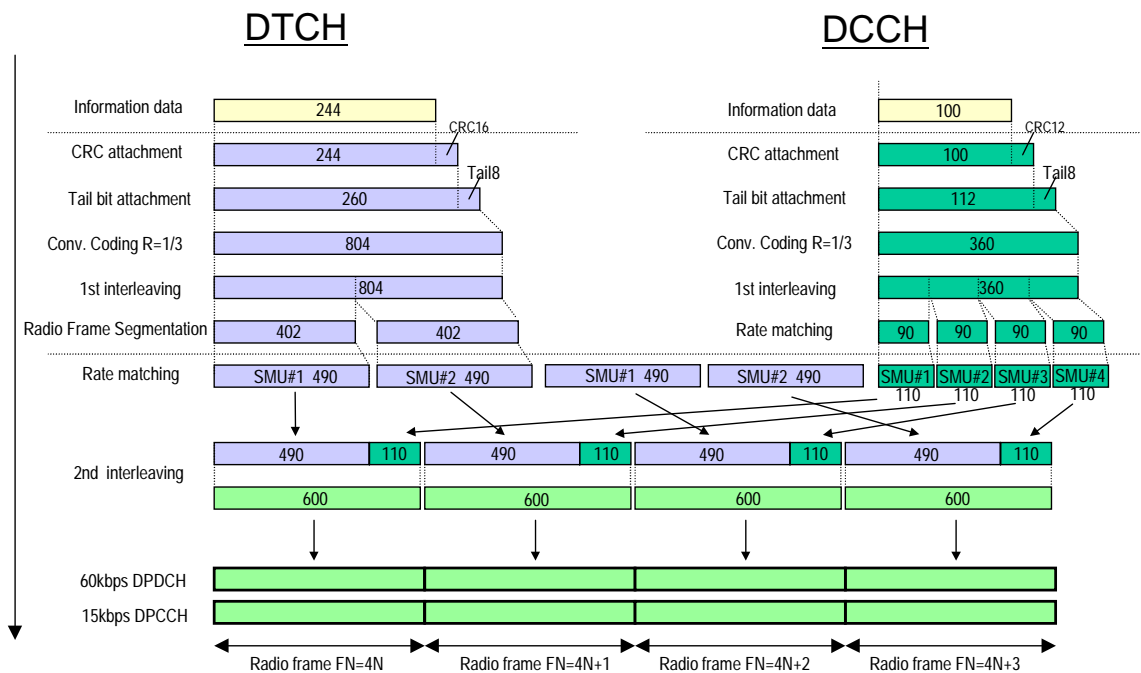 DTCH DCCH
Information data 244 Information data 100
CRC16 CRC12
CRC attachment 244 CRC attachment 100
Tail8 Tail8
Tail bit attachment 260 Tail bit attachment 112
Conv. Coding R=1/3 804 Conv. Coding R=1/3 360
1st interleaving 804 1st interleaving 360
Radio Frame Segmentation 402 402 Rate matching 90 90 90 90
Rate matching SMU#1 490 SMU#2 490 SMU#1 490 SMU#2 490 SMU#1 SMU#2 SMU#3 SMU#4
110 110 110 110
490 110 490 110 490 110 490 110
2nd interleaving
600 600 600 600
60kbps DPDCH
15kbps DPCCH
Radio frame FN=4N Radio frame FN=4N+1 Radio frame FN=4N+2 Radio frame FN=4N+3